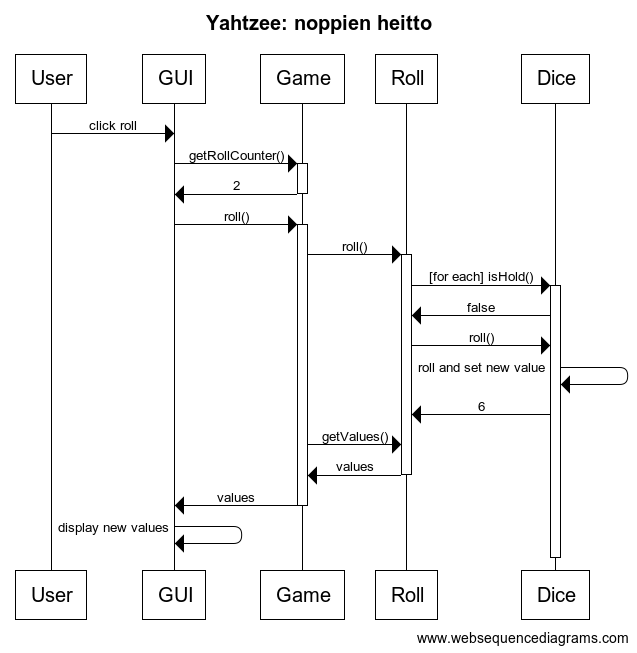 Yahtzee: noppien heitto
User GUI Game Roll Dice
click roll
getRollCounter()
2
roll()
roll()
[for each] isHold()
false
roll()
roll and set new value
6
getValues()
values
values
display new values
User GUI Game Roll Dice
www.websequencediagrams.com